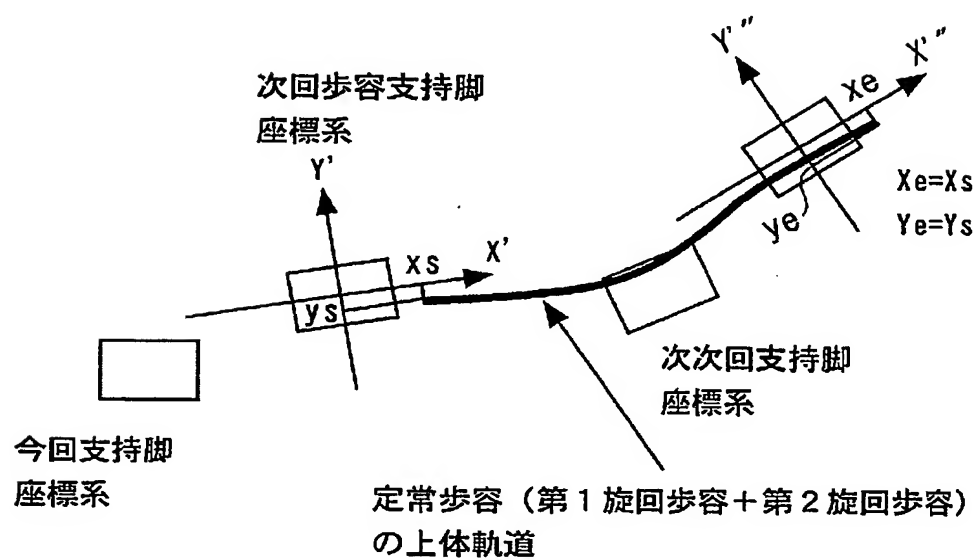 次回歩容支持脚
座標系
Y'
xs
X'
ys
Y'''
X'''
xe
ye
Xe=Xs
Ye=Ys
今回支持脚
座標系
次次回支持脚
座標系
定常歩容（第1旋回歩容+第2旋回歩容）
の上体軌道